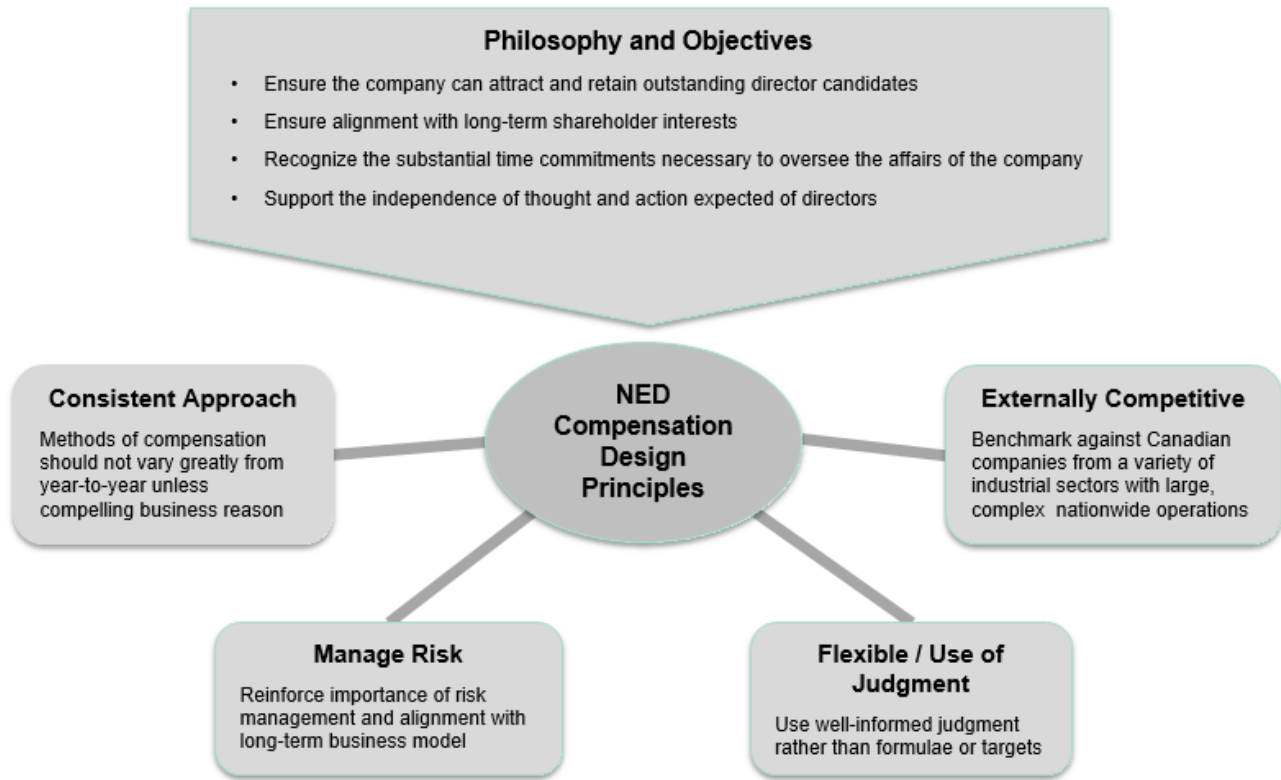 Philosophy and Objectives
• Ensure the company can attract and retain outstanding director candidates
• Ensure alignment with long-term shareholder interests
• Recognize the substantial time commitments necessary to oversee the affairs of the company
• Support the independence of thought and action expected of directors
NED
Compensation
Design
Principles
Consistent Approach
Methods of compensation
should not vary greatly from
year-to-year unless
compelling business reason
Externally Competitive
Benchmark against Canadian
companies from a variety of
industrial sectors with large,
complex nationwide operations
Manage Risk
Reinforce importance of risk
management and alignment with
long-term business model
Flexible / Use of
Judgment
Use well-informed judgment
rather than formulae or targets